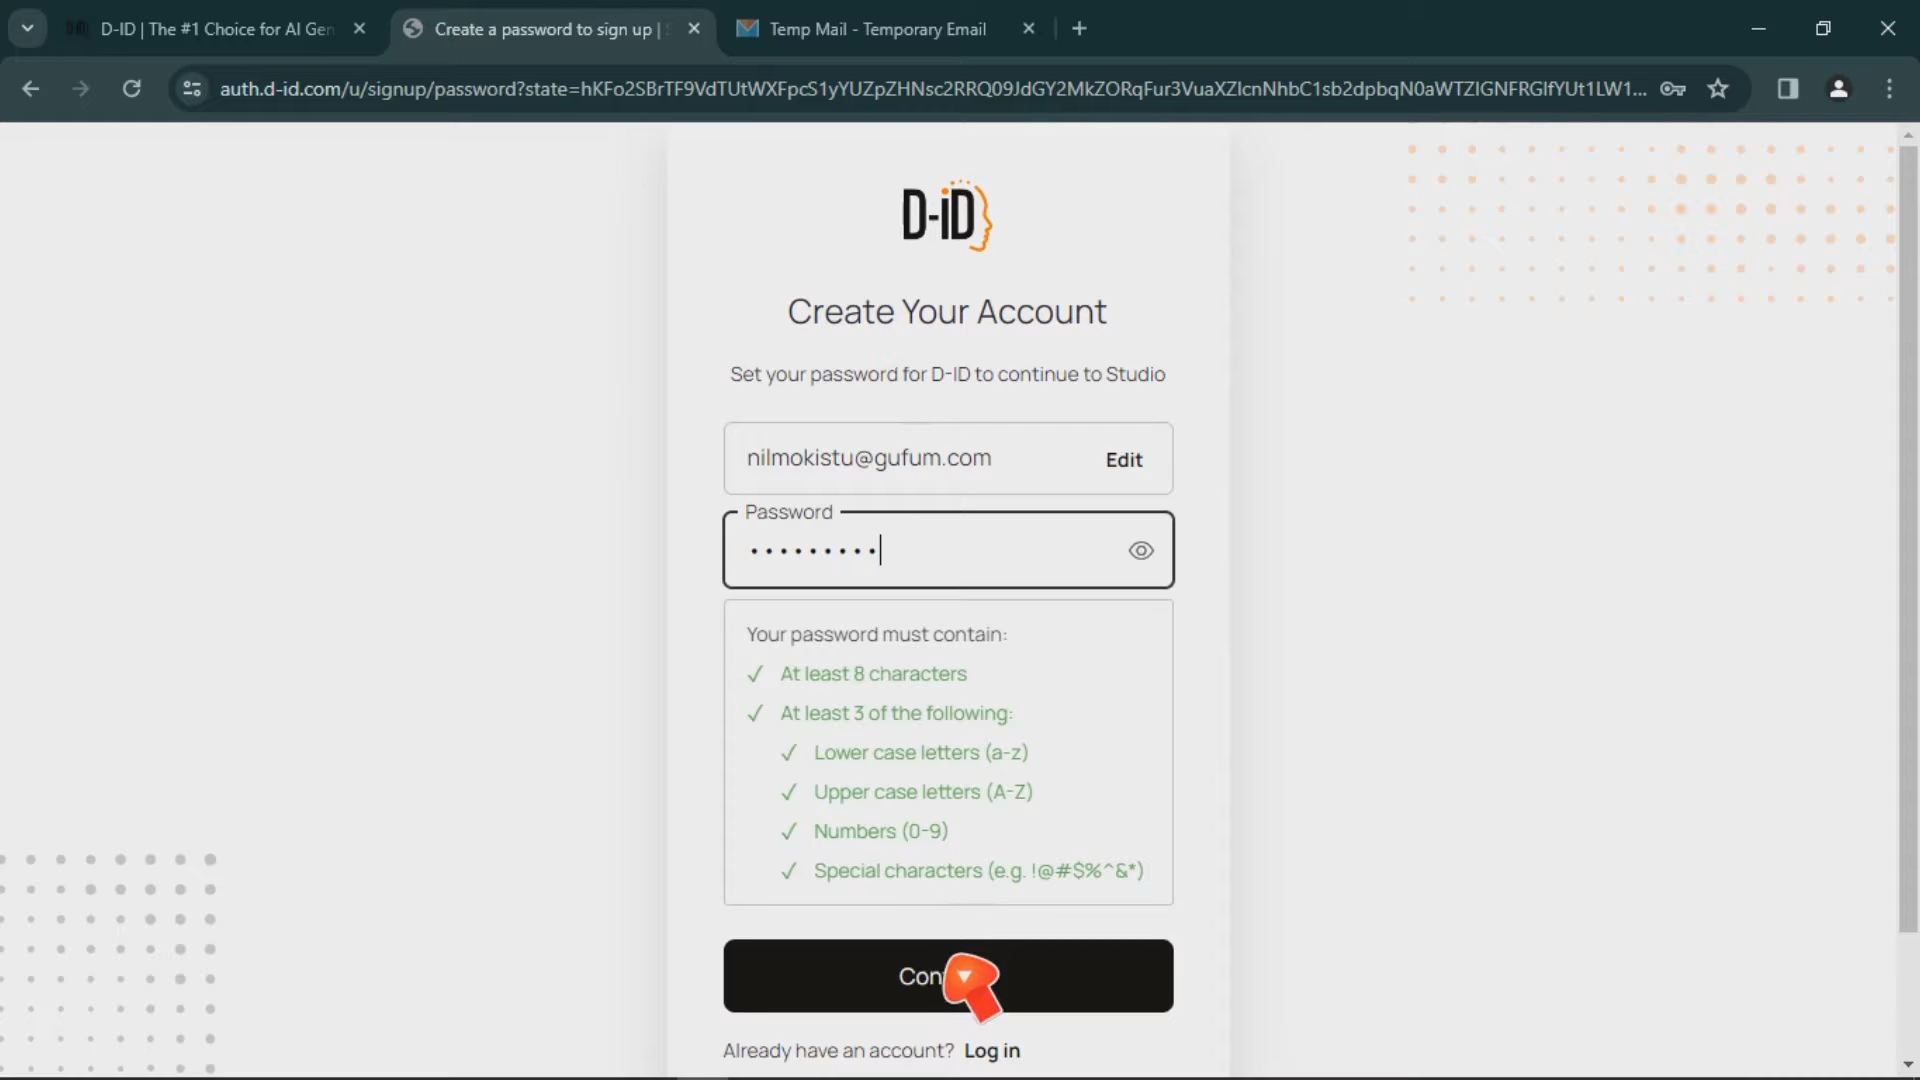 D-ID | The #1 Choice for AI Gen
Create a password to sign up |
Temp Mail - Temporary Email
auth.d-id.com/u/signup/password?state=hKFo2SBrTF9VdTUtWXFpcS1yYUZpZHNsc2RRQ09JdGY2MkZORqFur3VuaXZlcnNhbC1sb2dpbqN0aWTZIGNFRGlfYUt1LW1...
D-iD
Create Your Account
Set your password for D-ID to continue to Studio
nilmokistu@gufum.com
Edit
Password
Your password must contain:
At least 8 characters
At least 3 of the following:
Lower case letters (a-z)
Upper case letters (A-Z)
Numbers (0-9)
Special characters (e.g. !@#$%^&*)
Con
Already have an account? Log in